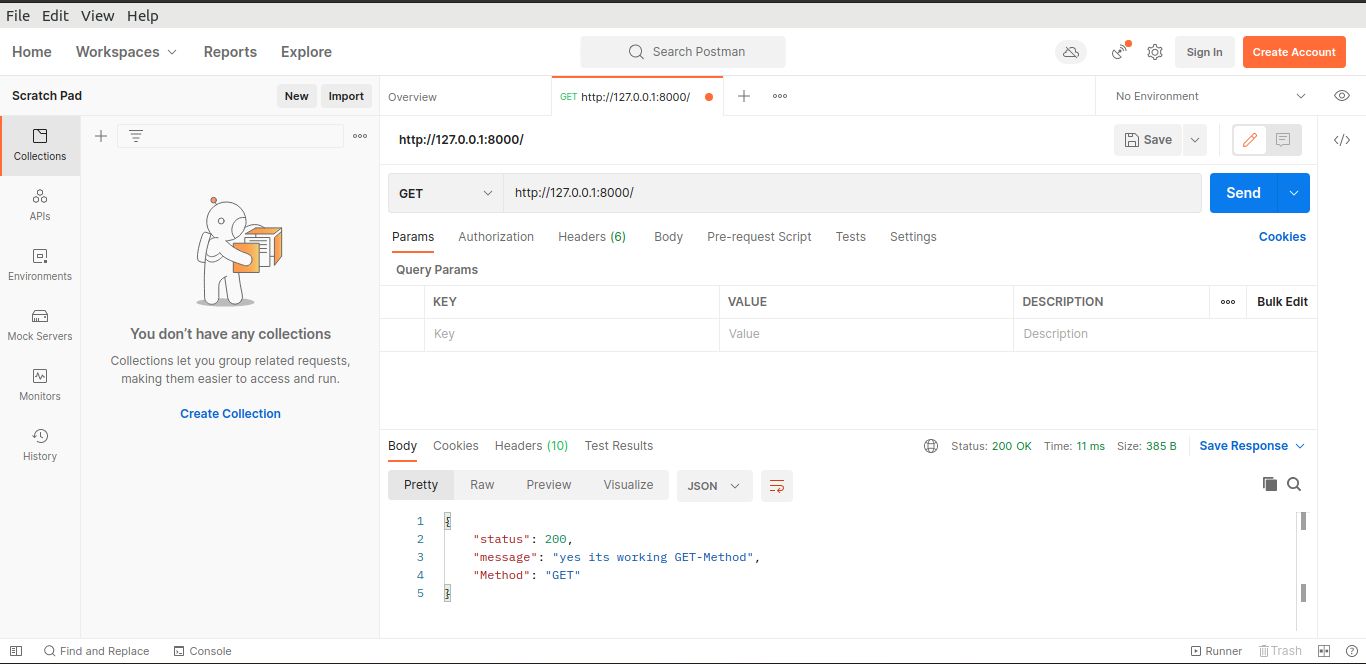 File Edit View Help
Home Workspaces Reports Explore Search Postman Sign In Create Account
Scratch Pad New Import Overview GET http://127.0.0.1:8000/ No Environment
http://127.0.0.1:8000/ Save
Collections
GET http://127.0.0.1:8000/ Send
APIs
Params Authorization Headers (6) Body Pre-request Script Tests Settings Cookies
Query Params
Environments
KEY VALUE DESCRIPTION Bulk Edit
Key Value Description
Mock Servers
You don’t have any collections
Collections let you group related requests,
making them easier to access and run.
Monitors
Create Collection
History
Body Cookies Headers (10) Test Results Status: 200 OK Time: 11 ms Size: 385 B Save Response
Pretty Raw Preview Visualize JSON
1 {
2 "status": 200,
3 "message": "yes its working GET-Method",
4 "Method": "GET"
5 }
Find and Replace Console Runner Trash